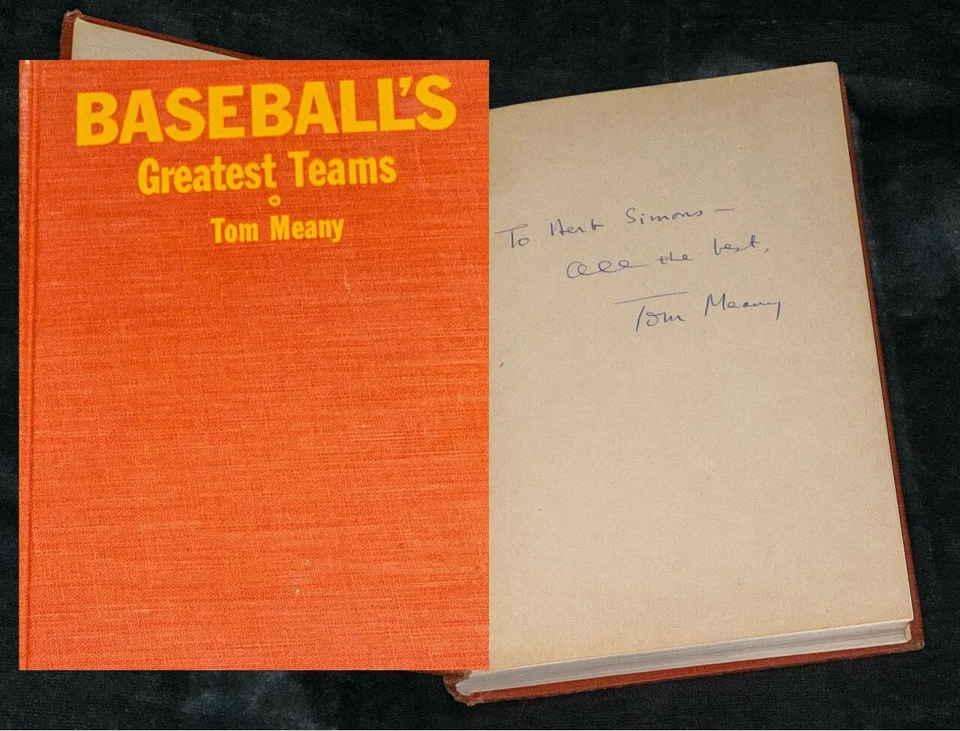 BASEBALL'S
Greatest Teams
Tom Meany
To Herb Simons —
All the best,
Tom Meany